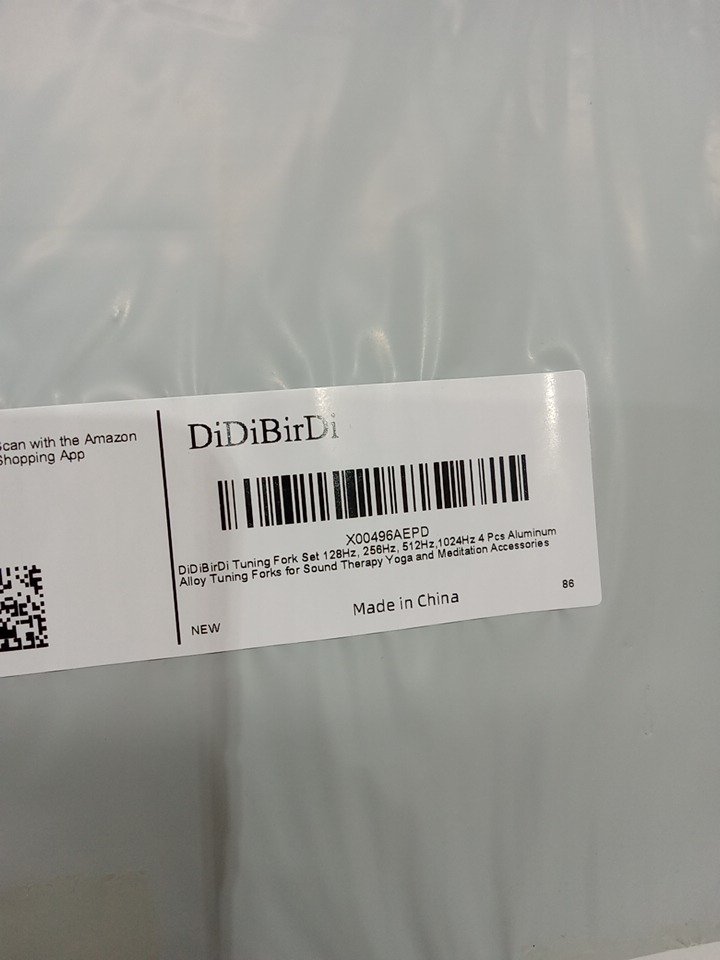 Scan with the Amazon
Shopping App
DiDiBirDi
X00496AEPD
DiDiBirDi Tuning Fork Set 128Hz, 256Hz, 512Hz,1024Hz 4 Pcs Aluminum
Alloy Tuning Forks for Sound Therapy Yoga and Meditation Accessories
NEW
Made in China
86